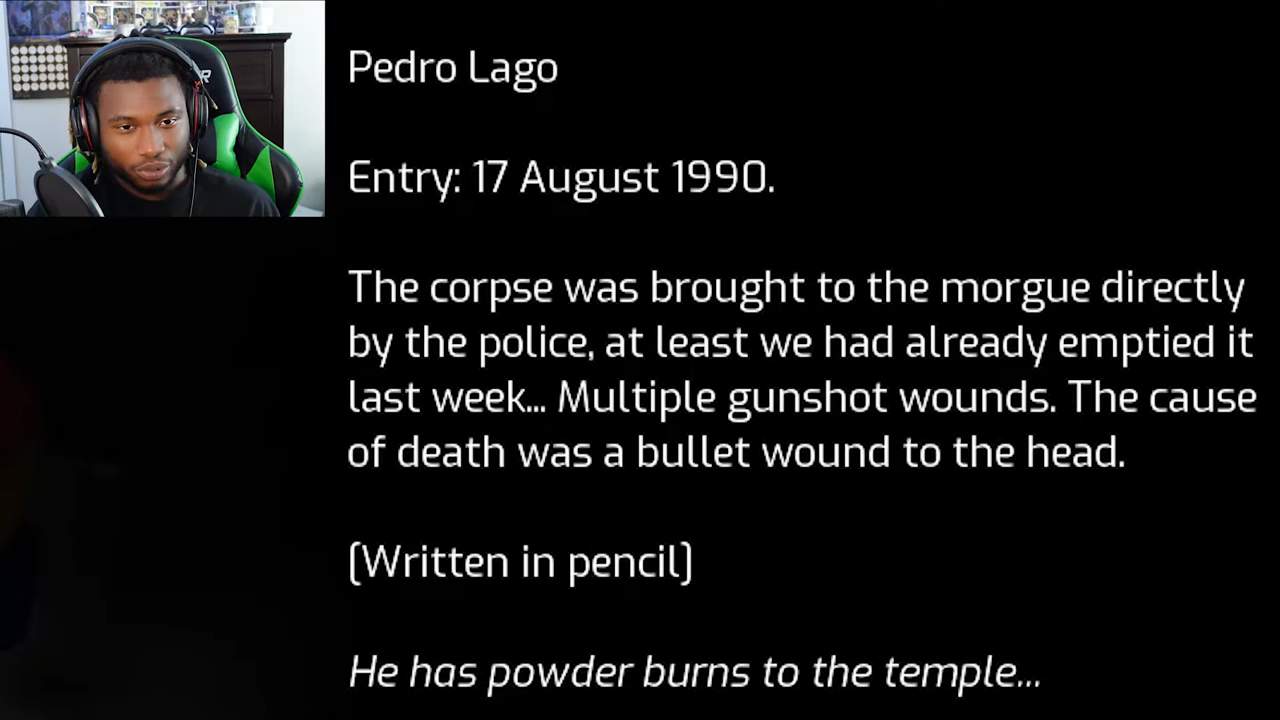 Pedro Lago
Entry: 17 August 1990.
The corpse was brought to the morgue directly
by the police, at least we had already emptied it
last week... Multiple gunshot wounds. The cause
of death was a bullet wound to the head.
[Written in pencil]
He has powder burns to the temple...